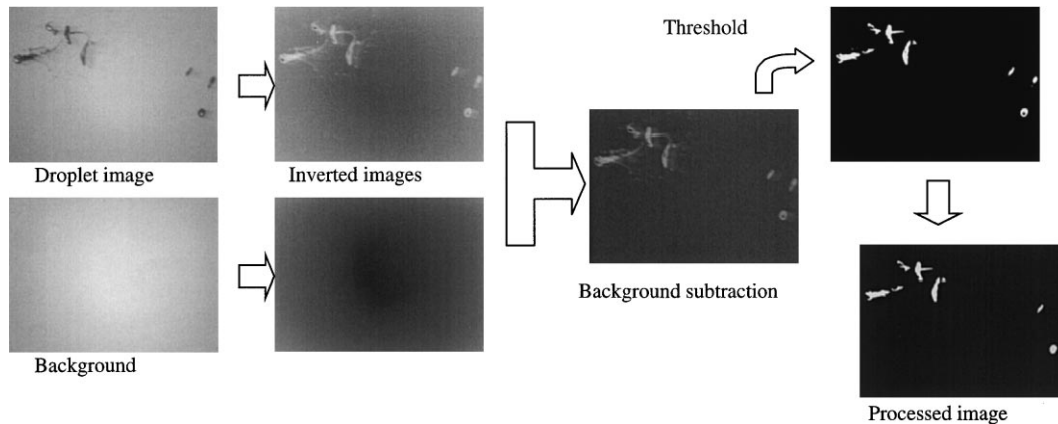 Threshold
Droplet image
Inverted images
Background subtraction
Background
Processed image